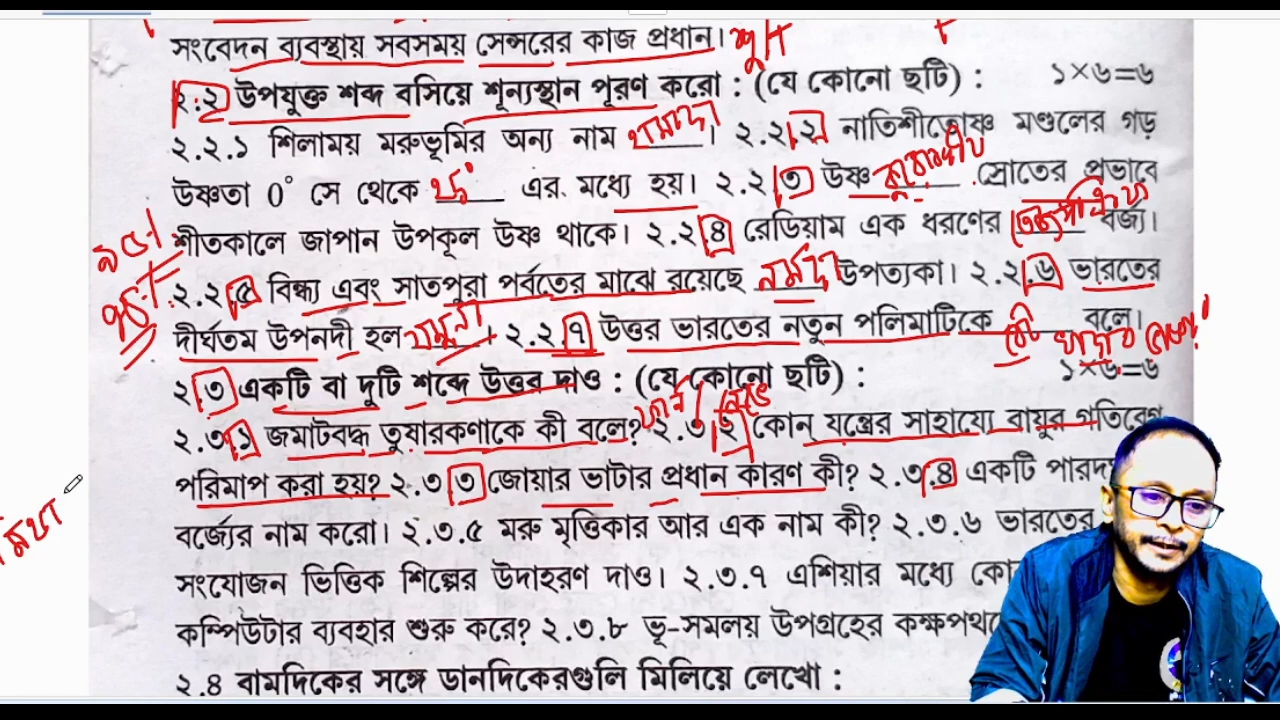 সংবেদন ব্যবস্থায় সবসময় সেন্সরের কাজ প্রধান।
২.২ উপযুক্ত শব্দ বসিয়ে শূন্যস্থান পূরণ করো : (যে কোনো ছটি) : ১×৬=৬
২.২.১ শিলাময় মরুভূমির অন্য নাম ______। ২.২.২ নাতিশীতোষ্ণ মণ্ডলের গড়
উষ্ণতা 0° সে থেকে ______ এর মধ্যে হয়। ২.২.৩ উষ্ণ ______ স্রোতের প্রভাবে
শীতকালে জাপান উপকূল উষ্ণ থাকে। ২.২.৪ রেডিয়াম এক ধরণের ______ বর্জ্য।
২.২.৫ বিন্ধ্য এবং সাতপুরা পর্বতের মাঝে রয়েছে নর্মদা উপত্যকা। ২.২.৬ ভারতের
দীর্ঘতম উপনদী হল যমুনা। ২.২.৭ উত্তর ভারতের নতুন পলিমাটিকে ______ বলে।
২.৩ একটি বা দুটি শব্দে উত্তর দাও : (যে কোনো ছটি) : ১×৬=৬
২.৩.১ জমাটবদ্ধ তুষারকণাকে কী বলে? ২.৩.২ কোন্ যন্ত্রের সাহায্যে বায়ুর গতিবেগ
পরিমাপ করা হয়? ২.৩.৩ জোয়ার ভাটার প্রধান কারণ কী? ২.৩.৪ একটি
বর্জ্যের নাম করো। ২.৩.৫ মরু মৃত্তিকার আর এক নাম কী? ২.৩.৬ ভারতের
সংযোজন ভিত্তিক শিল্পের উদাহরণ দাও। ২.৩.৭ এশিয়ার মধ্যে
কম্পিউটার ব্যবহার শুরু করে? ২.৩.৮ ভূ-সমলয় উপগ্রহের
২.৪ বামদিকের সঙ্গে ডানদিকেরগুলি মিলিয়ে লেখো :